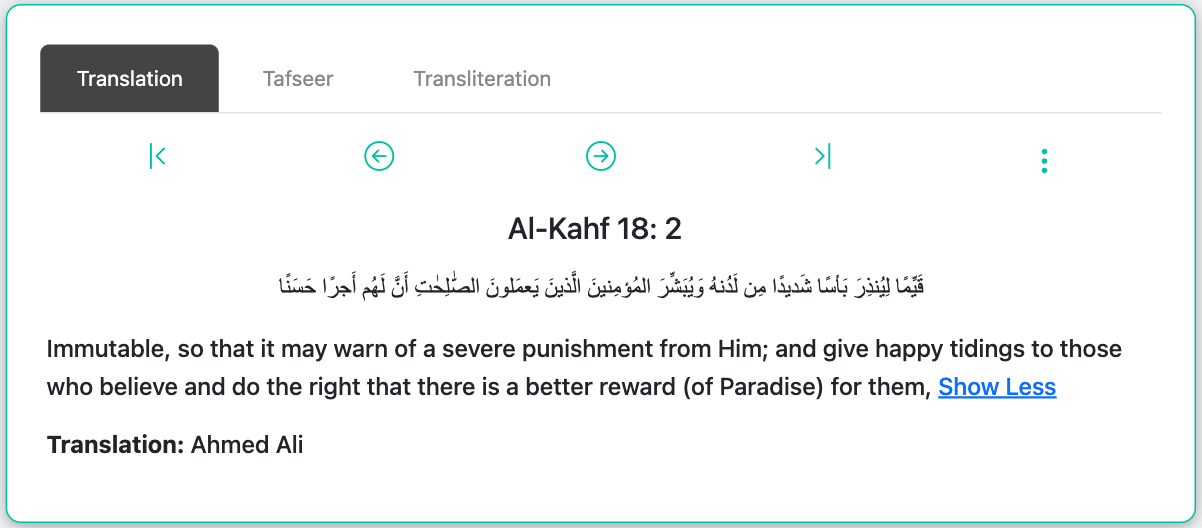 Translation Tafseer Transliteration
Al-Kahf 18: 2
قَيِّمًا لِيُنذِرَ بَأسًا شَديدًا مِن لَدُنهُ وَيُبَشِّرَ المُؤمِنينَ الَّذينَ يَعمَلونَ الصّٰلِحٰتِ أَنَّ لَهُم أَجرًا حَسَنًا
Immutable, so that it may warn of a severe punishment from Him; and give happy tidings to those
who believe and do the right that there is a better reward (of Paradise) for them, Show Less
Translation: Ahmed Ali